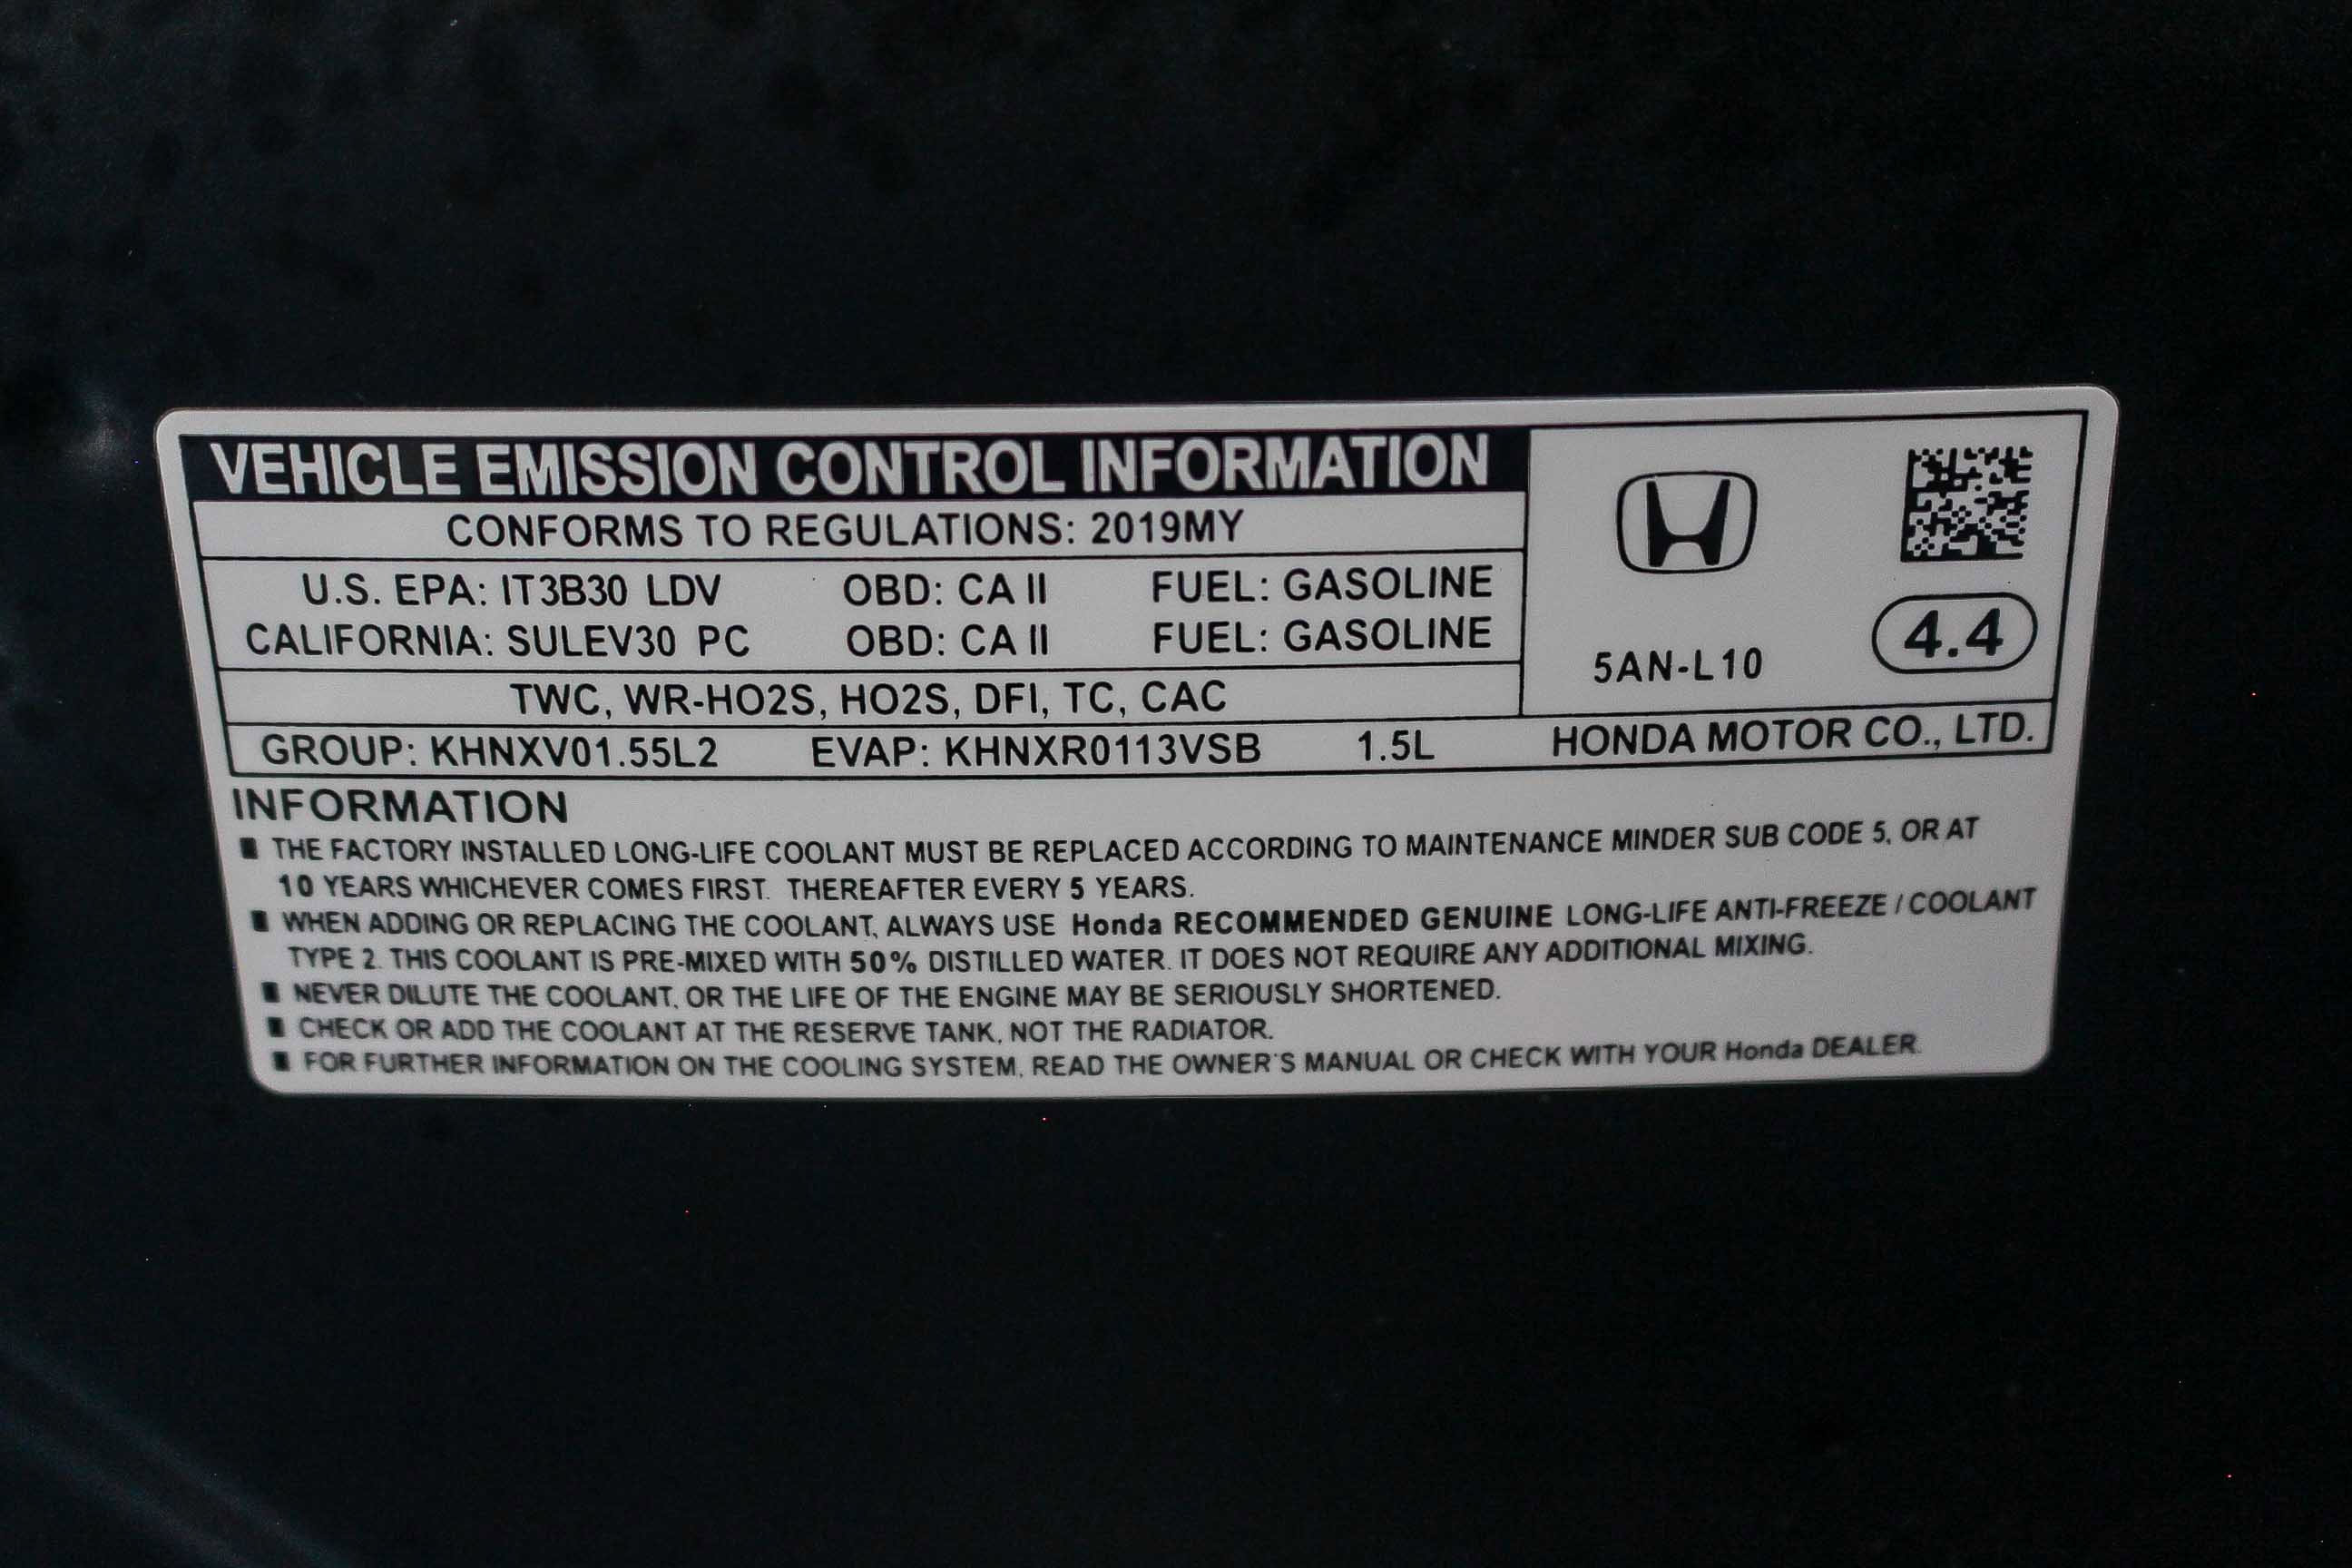 VEHICLE EMISSION CONTROL INFORMATION
CONFORMS TO REGULATIONS: 2019MY
U.S. EPA: IT3B30 LDV OBD: CA II FUEL: GASOLINE
CALIFORNIA: SULEV30 PC OBD: CA II FUEL: GASOLINE
5AN-L10 4.4
TWC, WR-HO2S, HO2S, DFI, TC, CAC
GROUP: KHNXV01.55L2 EVAP: KHNXR0113VSB 1.5L HONDA MOTOR CO., LTD.
INFORMATION
■ THE FACTORY INSTALLED LONG-LIFE COOLANT MUST BE REPLACED ACCORDING TO MAINTENANCE MINDER SUB CODE 5, OR AT
10 YEARS WHICHEVER COMES FIRST. THEREAFTER EVERY 5 YEARS.
■ WHEN ADDING OR REPLACING THE COOLANT, ALWAYS USE Honda RECOMMENDED GENUINE LONG-LIFE ANTI-FREEZE / COOLANT
TYPE 2. THIS COOLANT IS PRE-MIXED WITH 50% DISTILLED WATER. IT DOES NOT REQUIRE ANY ADDITIONAL MIXING.
■ NEVER DILUTE THE COOLANT, OR THE LIFE OF THE ENGINE MAY BE SERIOUSLY SHORTENED.
■ CHECK OR ADD THE COOLANT AT THE RESERVE TANK, NOT THE RADIATOR.
■ FOR FURTHER INFORMATION ON THE COOLING SYSTEM, READ THE OWNER'S MANUAL OR CHECK WITH YOUR Honda DEALER.